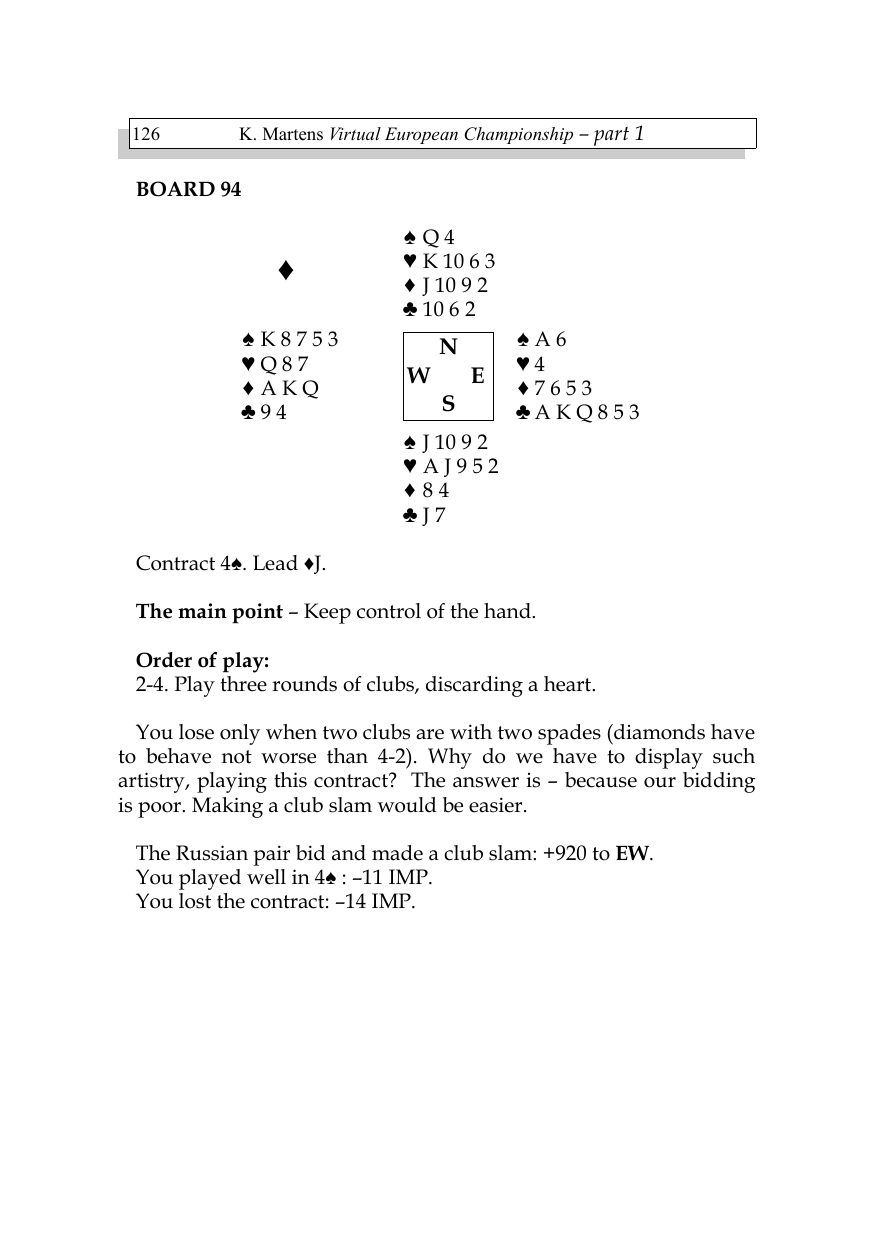 126 K. Martens Virtual European Championship – part 1
BOARD 94
♦
♠ Q 4
♥ K 10 6 3
♦ J 10 9 2
♣ 10 6 2
♠ K 8 7 5 3
♥ Q 8 7
♦ A K Q
♣ 9 4
N
W E
S
♠ A 6
♥ 4
♦ 7 6 5 3
♣ A K Q 8 5 3
♠ J 10 9 2
♥ A J 9 5 2
♦ 8 4
♣ J 7
Contract 4♠. Lead ♦J.
The main point – Keep control of the hand.
Order of play:
2-4. Play three rounds of clubs, discarding a heart.
You lose only when two clubs are with two spades (diamonds have
to behave not worse than 4-2). Why do we have to display such
artistry, playing this contract? The answer is – because our bidding
is poor. Making a club slam would be easier.
The Russian pair bid and made a club slam: +920 to EW.
You played well in 4♠ : –11 IMP.
You lost the contract: –14 IMP.